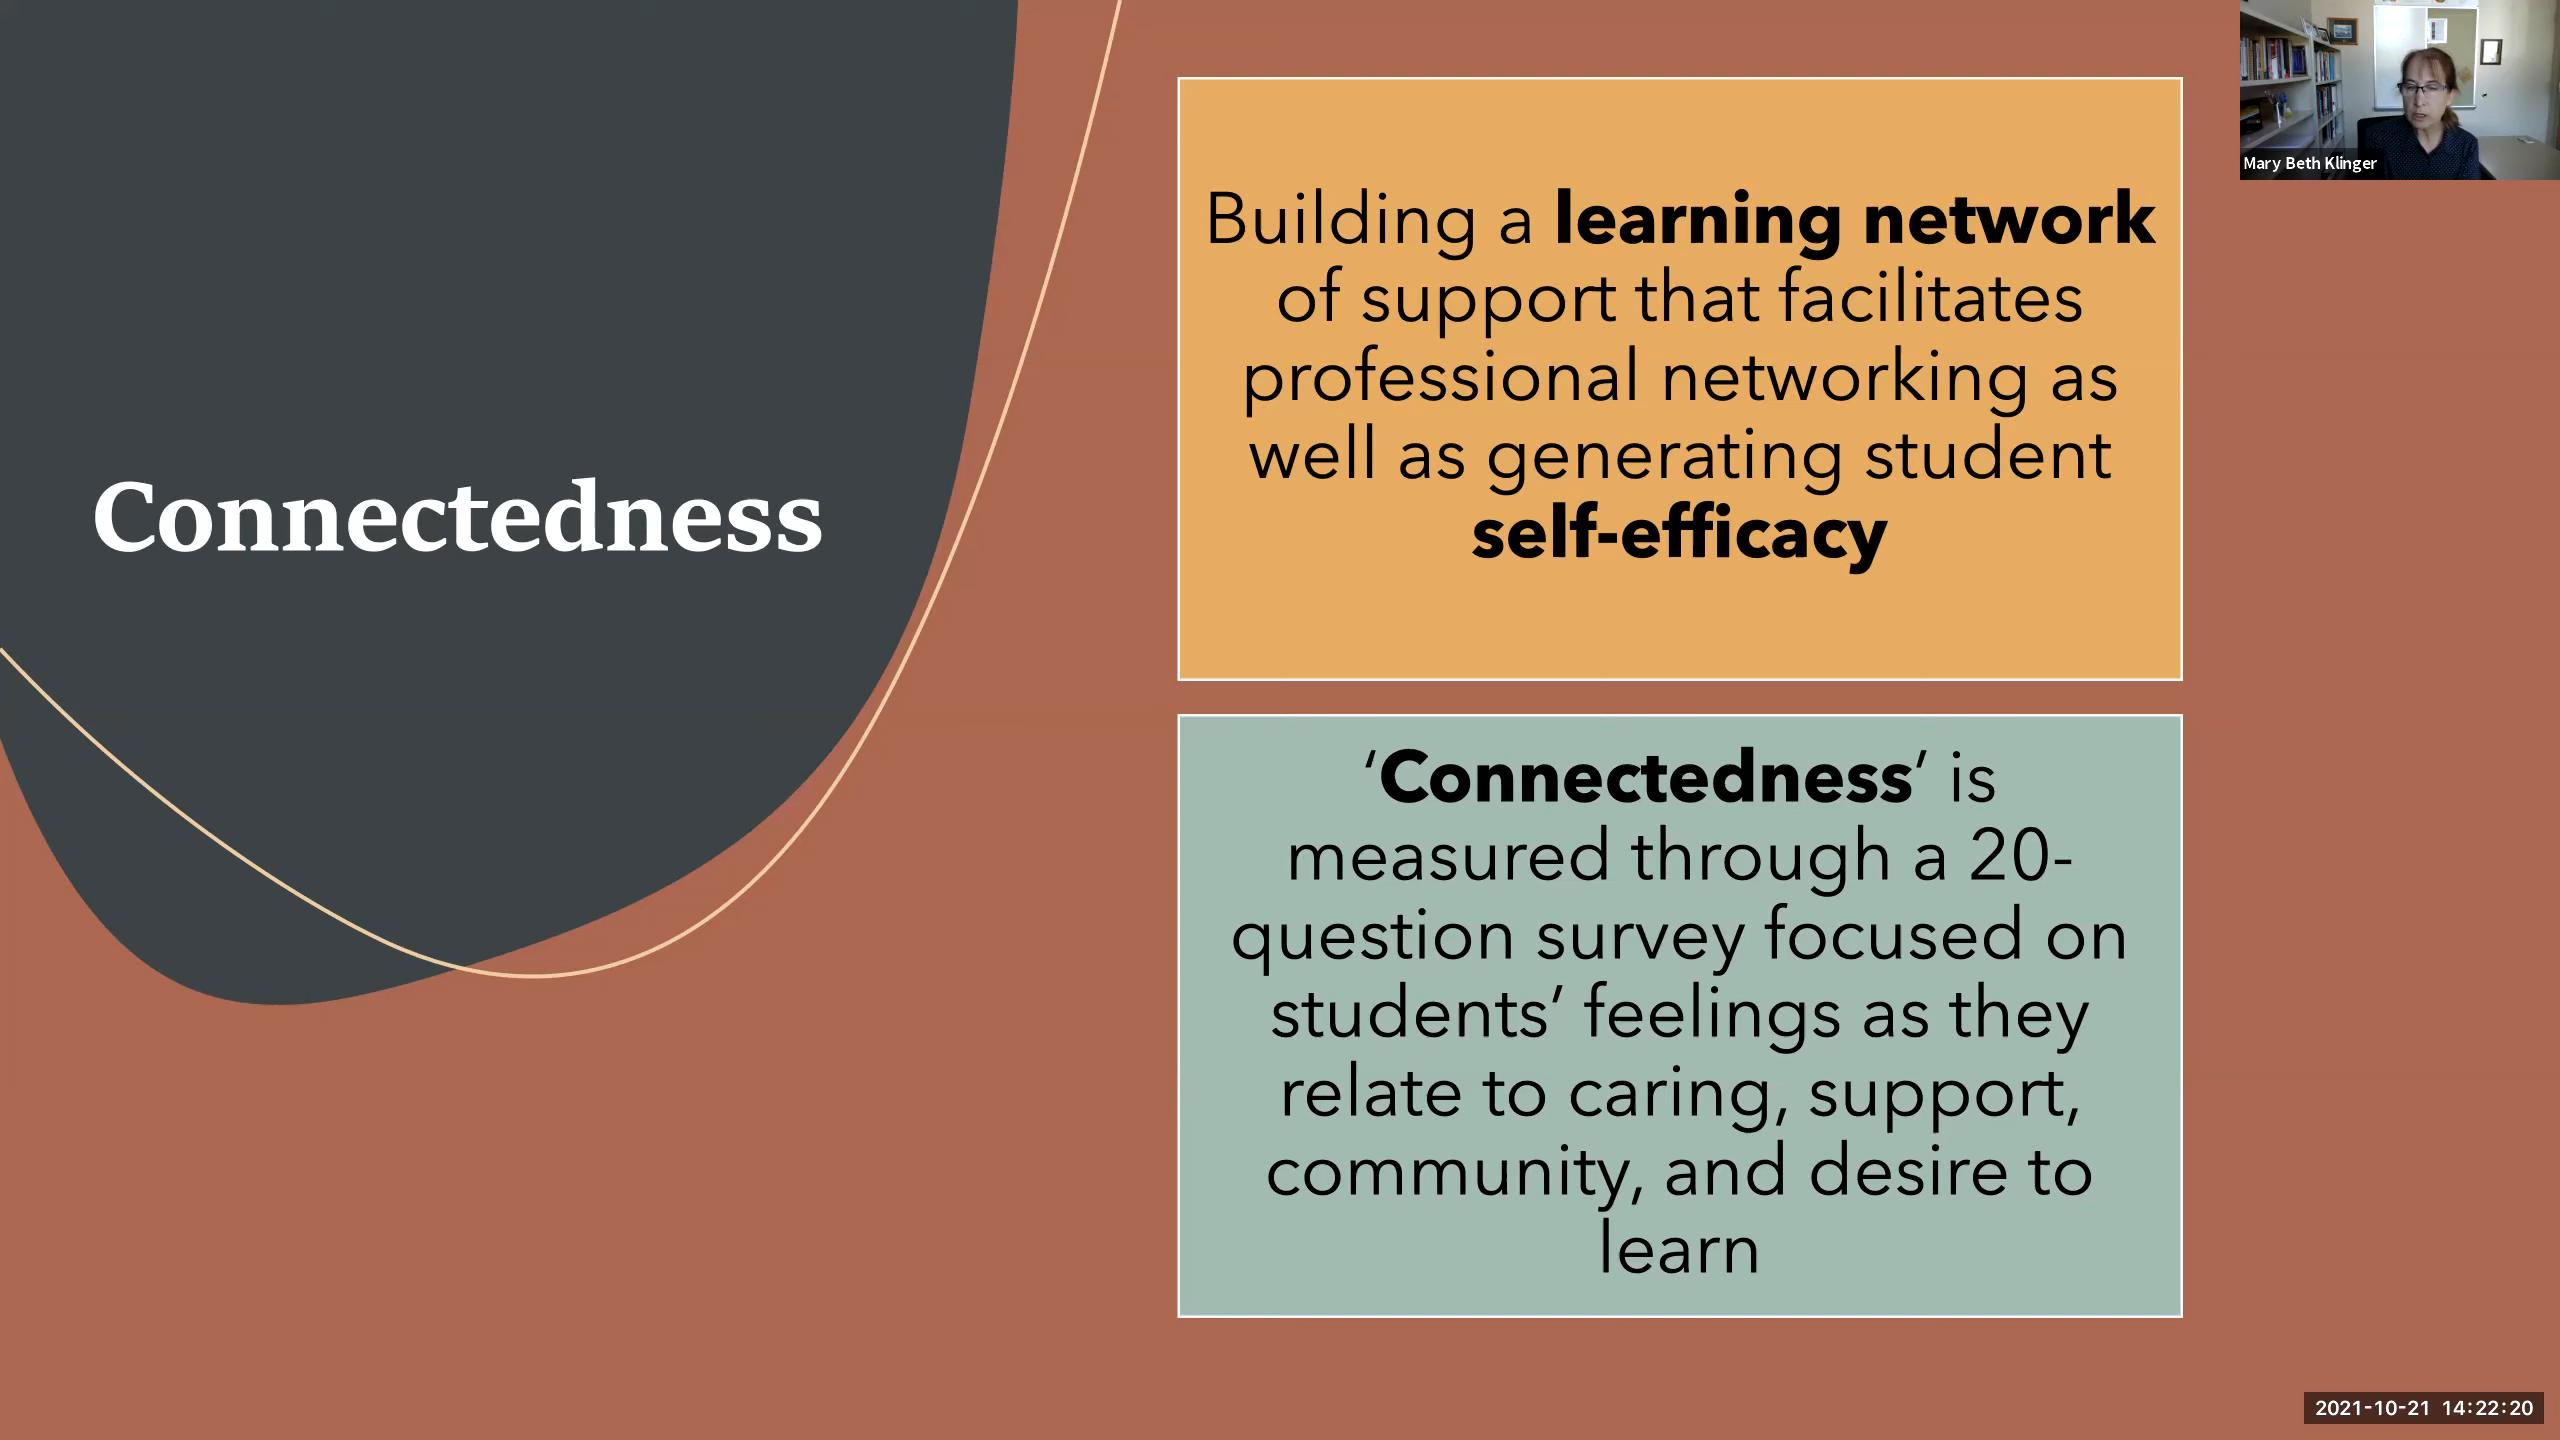 Connectedness
Building a learning network
of support that facilitates
professional networking as
well as generating student
self-efficacy
‘Connectedness’ is
measured through a 20-
question survey focused on
students’ feelings as they
relate to caring, support,
community, and desire to
learn
Mary Beth Klinger
2021-10-21 14:22:20